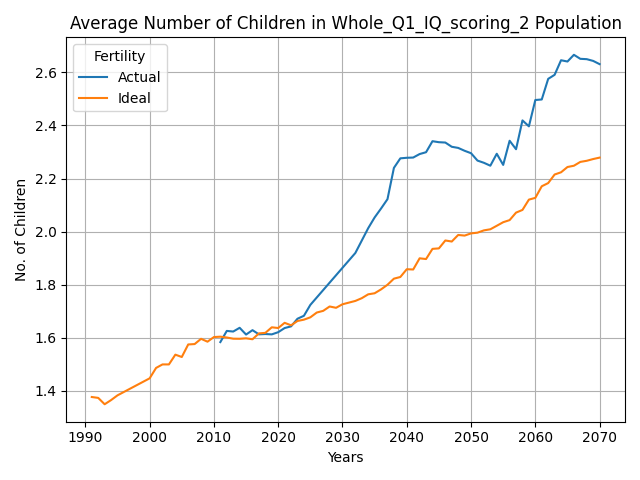 Average Number of Children in Whole_Q1_IQ_scoring_2 Population
Fertility
Actual
Ideal
No. of Children
2.6
2.4
2.2
2.0
1.8
1.6
1.4
1990 2000 2010 2020 2030 2040 2050 2060 2070
Years